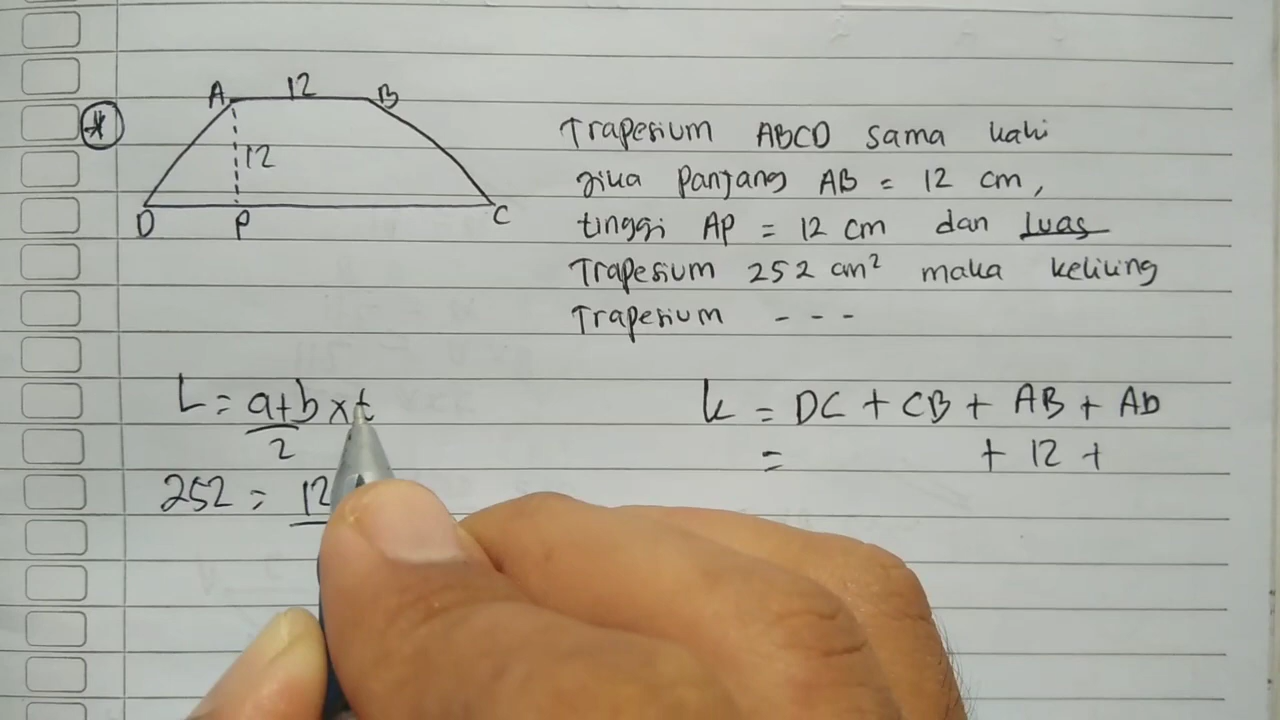 A 12 B
12
D P C
Trapesium ABCD sama kaki
jika Panjang AB = 12 cm,
tinggi AP = 12 cm dan Luas
Trapesium 252 cm² maka keliling
Trapesium - - -
L = a+b x t
2
252 = 12
K = DC + CB + AB + AD
= + 12 +